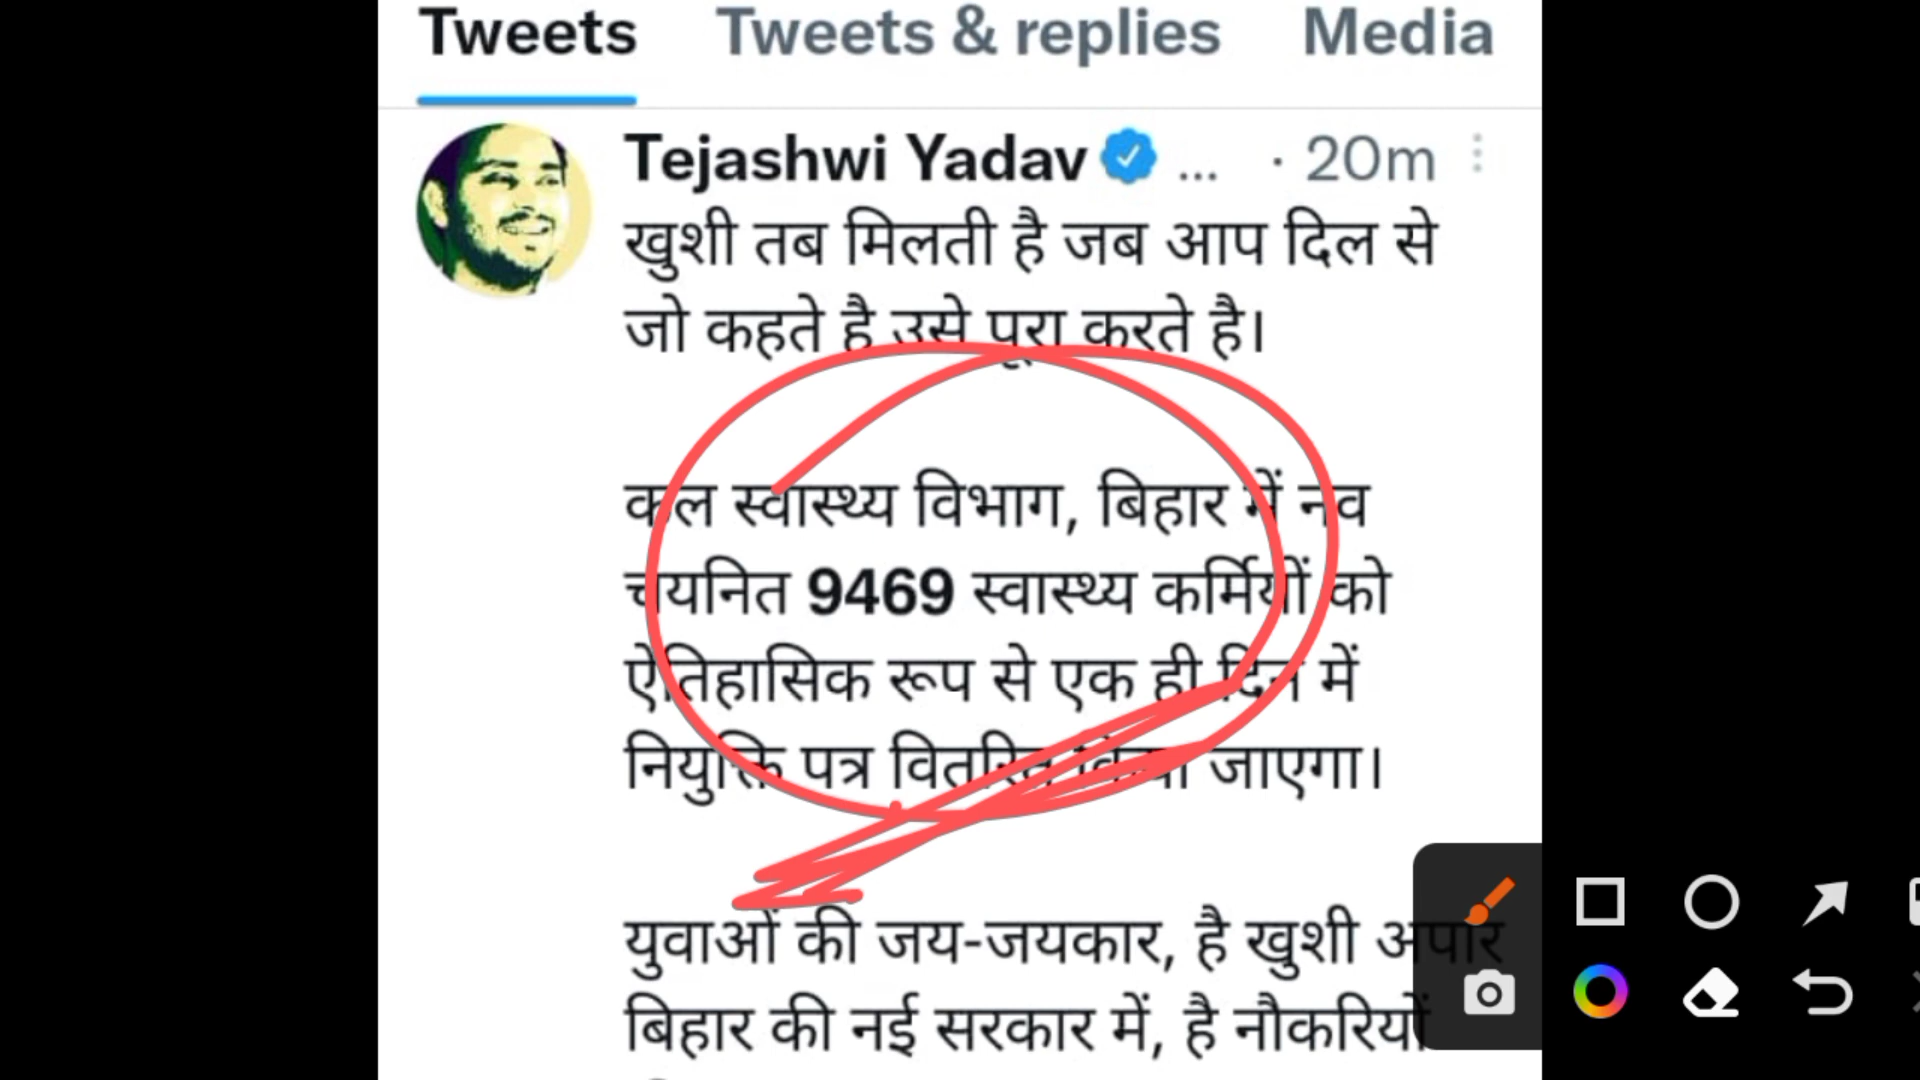 Tweets Tweets & replies Media
Tejashwi Yadav ... · 20m
खुशी तब मिलती है जब आप दिल से
जो कहते है उसे पूरा करते है।
कल स्वास्थ्य विभाग, बिहार में नव
चयनित 9469 स्वास्थ्य कर्मियों को
ऐतिहासिक रूप से एक ही दिन में
नियुक्ति पत्र वितरित किया जाएगा।
युवाओं की जय-जयकार, है खुशी अपार
बिहार की नई सरकार में, है नौकरियों